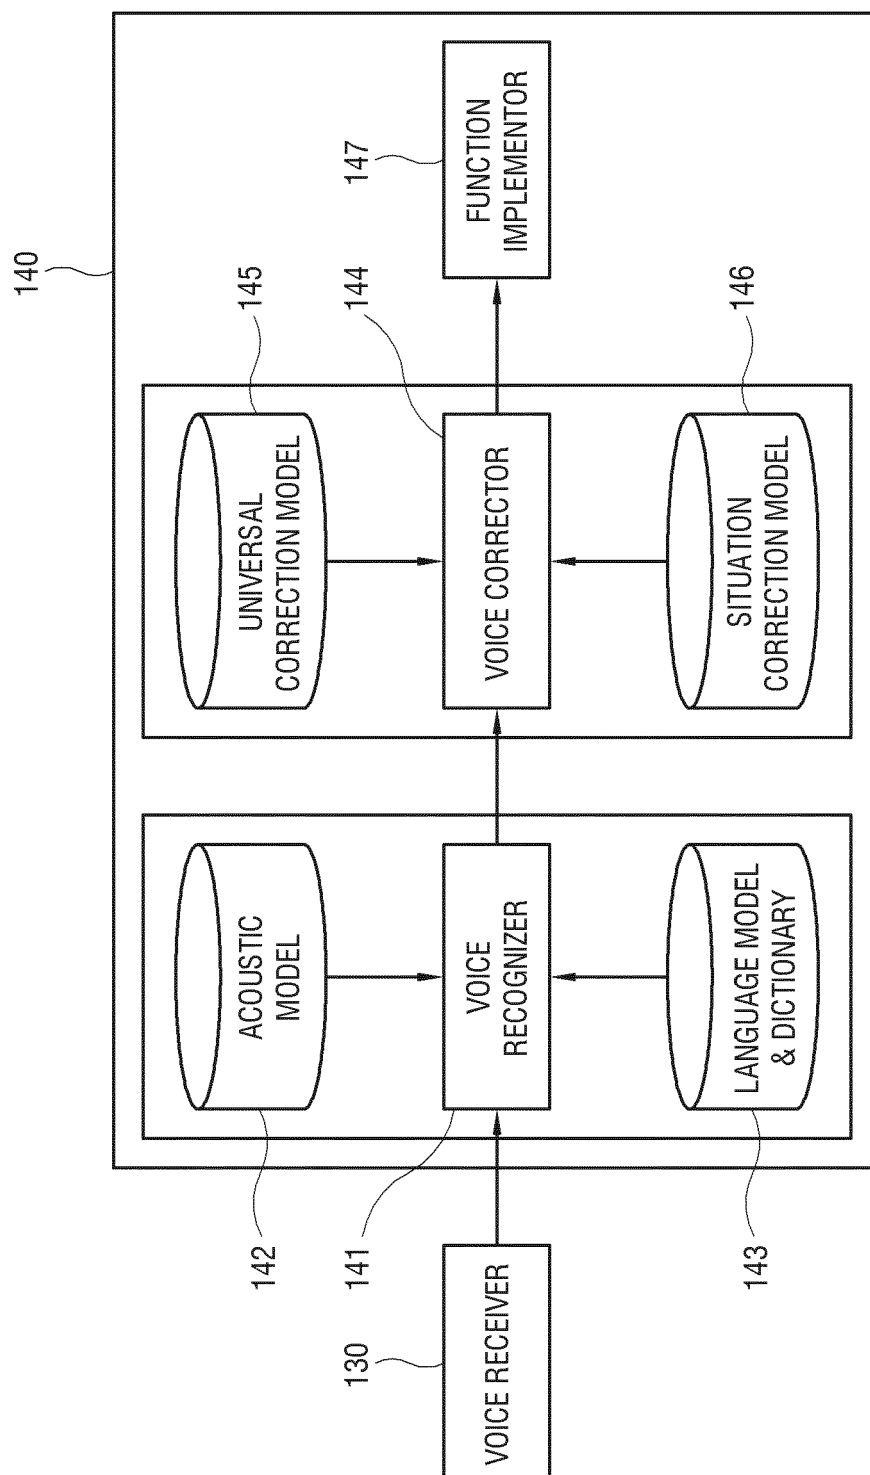 140
142
ACOUSTIC
MODEL
145
UNIVERSAL
CORRECTION MODEL
130
VOICE RECEIVER
141
VOICE
RECOGNIZER
144
VOICE CORRECTOR
147
FUNCTION
IMPLEMENTOR
143
LANGUAGE MODEL
& DICTIONARY
146
SITUATION
CORRECTION MODEL